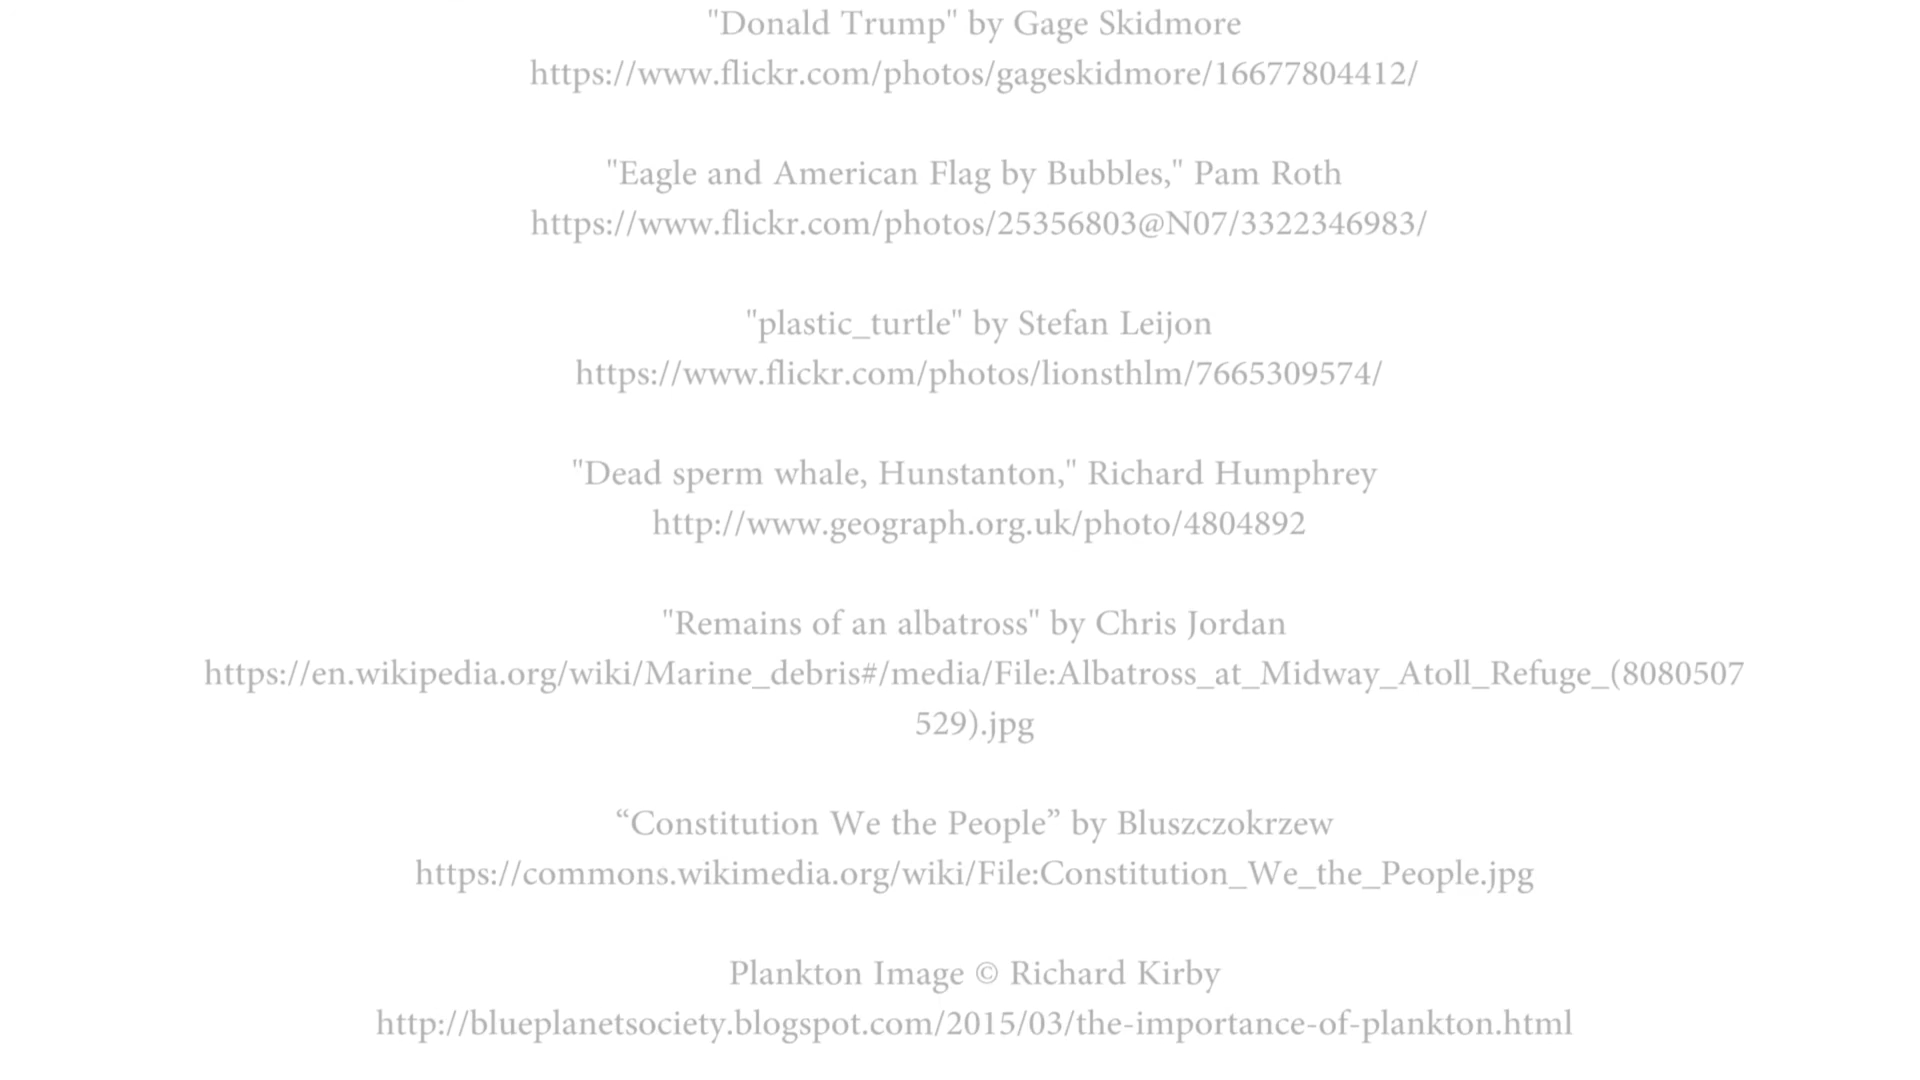 "Donald Trump" by Gage Skidmore
https://www.flickr.com/photos/gageskidmore/16677804412/
"Eagle and American Flag by Bubbles," Pam Roth
https://www.flickr.com/photos/25356803@N07/3322346983/
"plastic_turtle" by Stefan Leijon
https://www.flickr.com/photos/lionsthlm/7665309574/
"Dead sperm whale, Hunstanton," Richard Humphrey
http://www.geograph.org.uk/photo/4804892
"Remains of an albatross" by Chris Jordan
https://en.wikipedia.org/wiki/Marine_debris#/media/File:Albatross_at_Midway_Atoll_Refuge_(8080507
529).jpg
“Constitution We the People” by Bluszczokrzew
https://commons.wikimedia.org/wiki/File:Constitution_We_the_People.jpg
Plankton Image © Richard Kirby
http://blueplanetsociety.blogspot.com/2015/03/the-importance-of-plankton.html